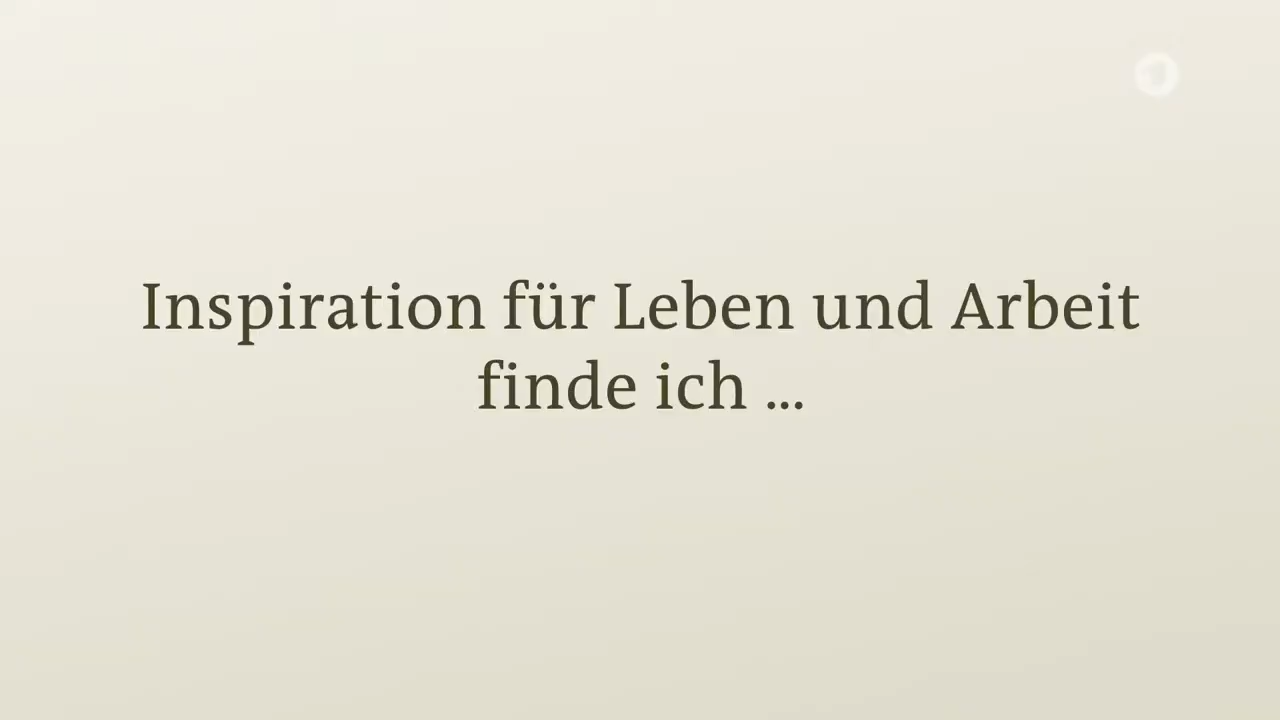 Inspiration für Leben und Arbeit
finde ich ...